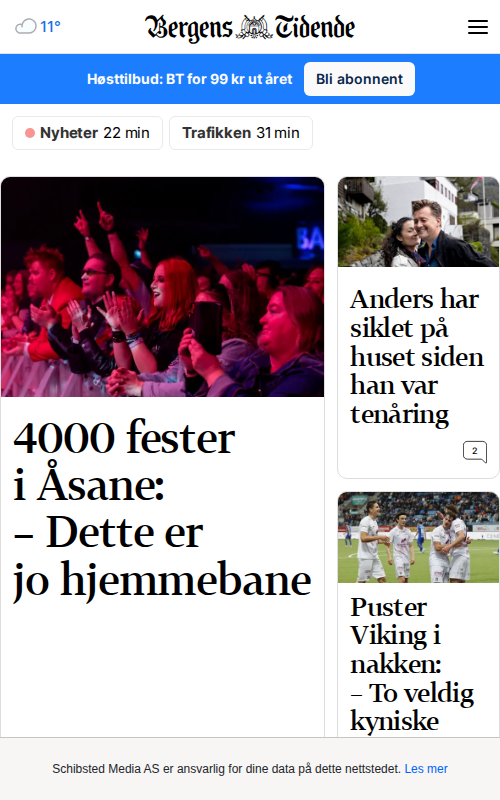 11°
Bergens Tidende
Høsttilbud: BT for 99 kr ut året
Bli abonnent
Nyheter 22 min
Trafikken 31 min
BA
4000 fester
i Åsane:
– Dette er
jo hjemmebane
Anders har
siklet på
huset siden
han var
tenåring
2
Puster
Viking i
nakken:
– To veldig
kyniske
Schibsted Media AS er ansvarlig for dine data på dette nettstedet. Les mer